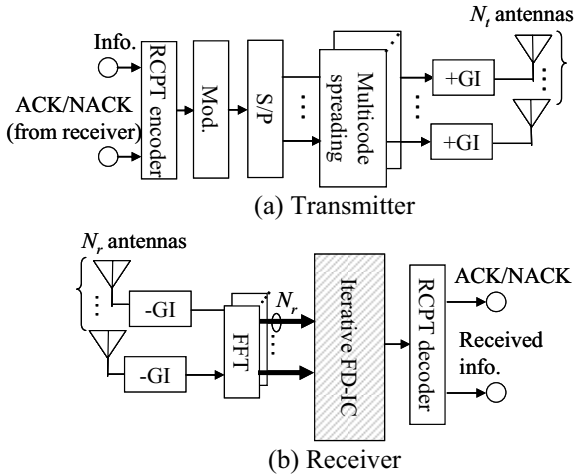 N_t antennas
Info.
RCPT encoder
Mod.
S/P
Multicode
spreading
+GI
+GI
ACK/NACK
(from receiver)
(a) Transmitter
N_r antennas
-GI
-GI
FFT
N_r
Iterative FD-IC
RCPT decoder
ACK/NACK
Received
info.
(b) Receiver